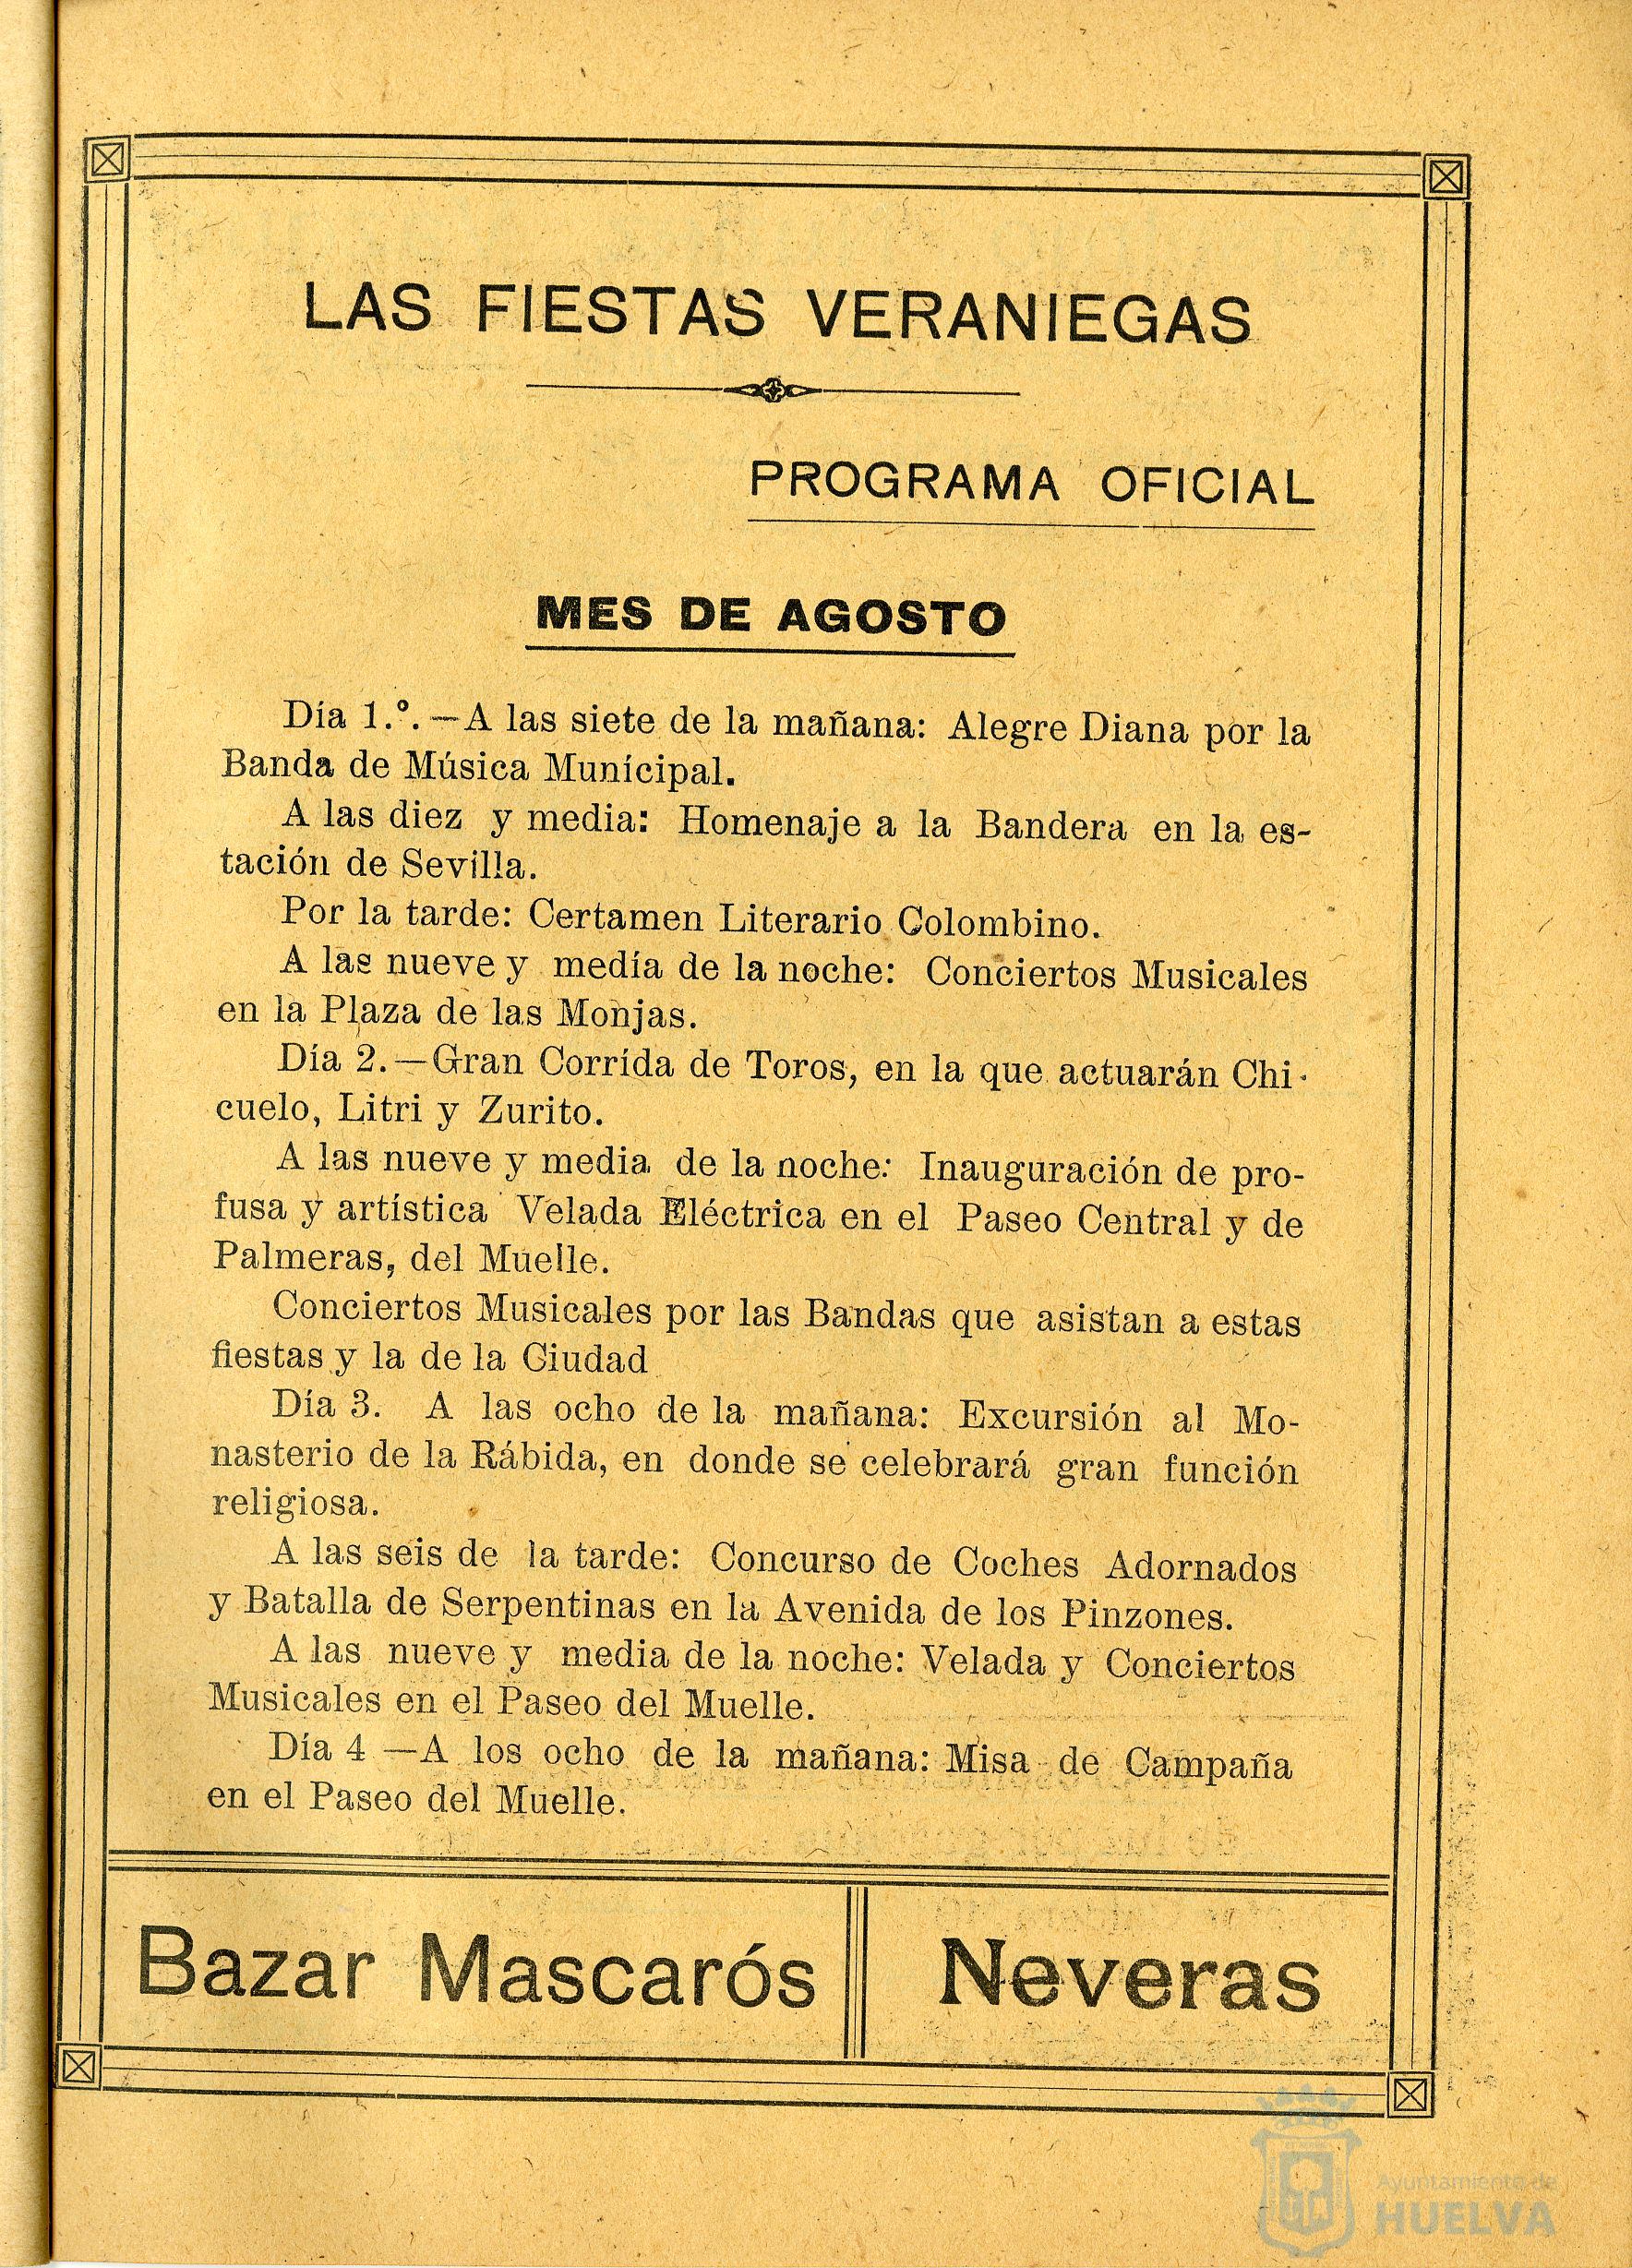 LAS FIESTAS VERANIEGAS
PROGRAMA OFICIAL
MES DE AGOSTO
Día 1.º.—A las siete de la mañana: Alegre Diana por la
Banda de Música Munícipal.
A las diez y media: Homenaje a la Bandera en la es-
tación de Sevilla.
Por la tarde: Certamen Literario Colombino.
A las nueve y medía de la noche: Conciertos Musicales
en la Plaza de las Monjas.
Día 2.—Gran Corrída de Toros, en la que actuarán Chi-
cuelo, Litri y Zurito.
A las nueve y media de la noche: Inauguración de pro-
fusa y artística Velada Eléctrica en el Paseo Central y de
Palmeras, del Muelle.
Conciertos Musicales por las Bandas que asistan a estas
fiestas y la de la Ciudad
Día 3. A las ocho de la mañana: Excursión al Mo-
nasterio de la Rábida, en donde se celebrará gran función
religiosa.
A las seis de la tarde: Concurso de Coches Adornados
y Batalla de Serpentinas en la Avenida de los Pinzones.
A las nueve y media de la noche: Velada y Conciertos
Musicales en el Paseo del Muelle.
Día 4 —A los ocho de la mañana: Misa de Campaña
en el Paseo del Muelle.
Bazar Mascarós
Neveras
Ayuntamiento de
HUELVA